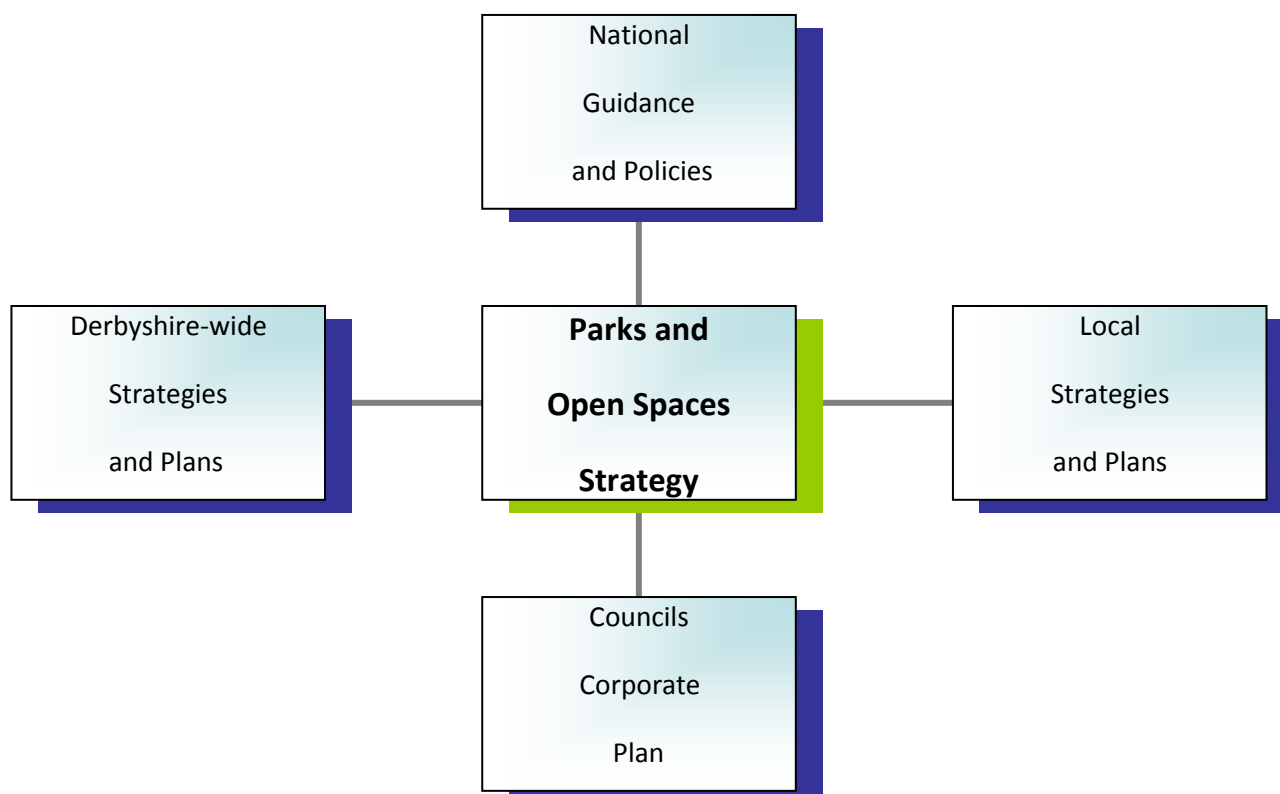 National
Guidance
and Policies
Derbyshire-wide
Strategies
and Plans
Parks and
Open Spaces
Strategy
Local
Strategies
and Plans
Councils
Corporate
Plan